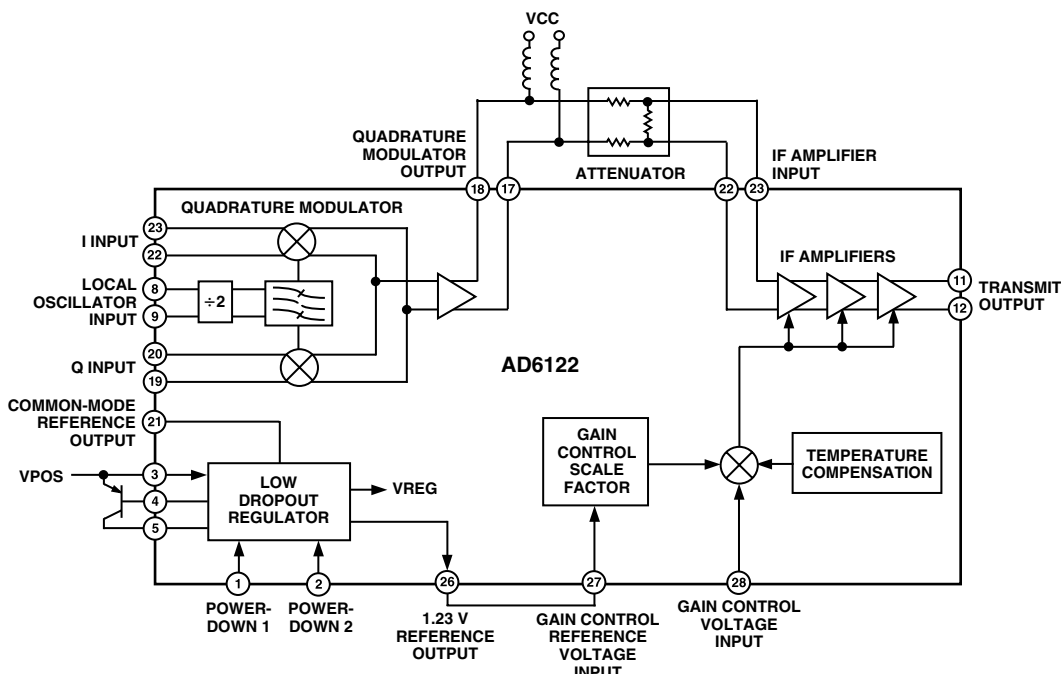 VCC
QUADRATURE
MODULATOR
OUTPUT
ATTENUATOR
IF AMPLIFIER
INPUT
18
17
22
23
QUADRATURE MODULATOR
I INPUT
23
22
LOCAL
OSCILLATOR
INPUT
8
9
÷2
Q INPUT
20
19
IF AMPLIFIERS
11
12
TRANSMIT
OUTPUT
AD6122
COMMON-MODE
REFERENCE
OUTPUT
21
VPOS
3
4
5
LOW
DROPOUT
REGULATOR
VREG
GAIN
CONTROL
SCALE
FACTOR
TEMPERATURE
COMPENSATION
1
2
26
27
28
POWER-
DOWN 1
POWER-
DOWN 2
1.23 V
REFERENCE
OUTPUT
GAIN CONTROL
REFERENCE
VOLTAGE
INPUT
GAIN CONTROL
VOLTAGE
INPUT